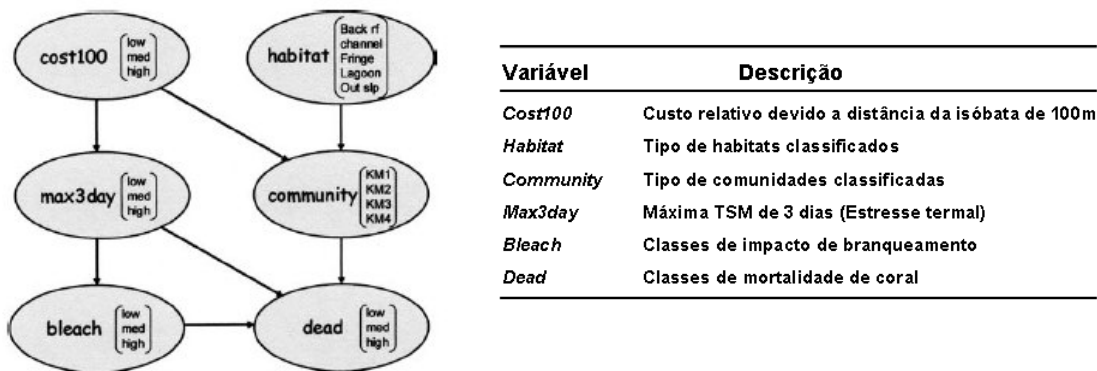 cost100
low
med
high
habitat
Back rf
channel
Fringe
Lagoon
Out slp
max3day
low
med
high
community
KM1
KM2
KM3
KM4
bleach
low
med
high
dead
low
med
high
Variável Descrição
Cost100 Custo relativo devido a distância da isóbata de 100m
Habitat Tipo de habitats classificados
Community Tipo de comunidades classificadas
Max3day Máxima TSM de 3 dias (Estresse termal)
Bleach Classes de impacto de branqueamento
Dead Classes de mortalidade de coral